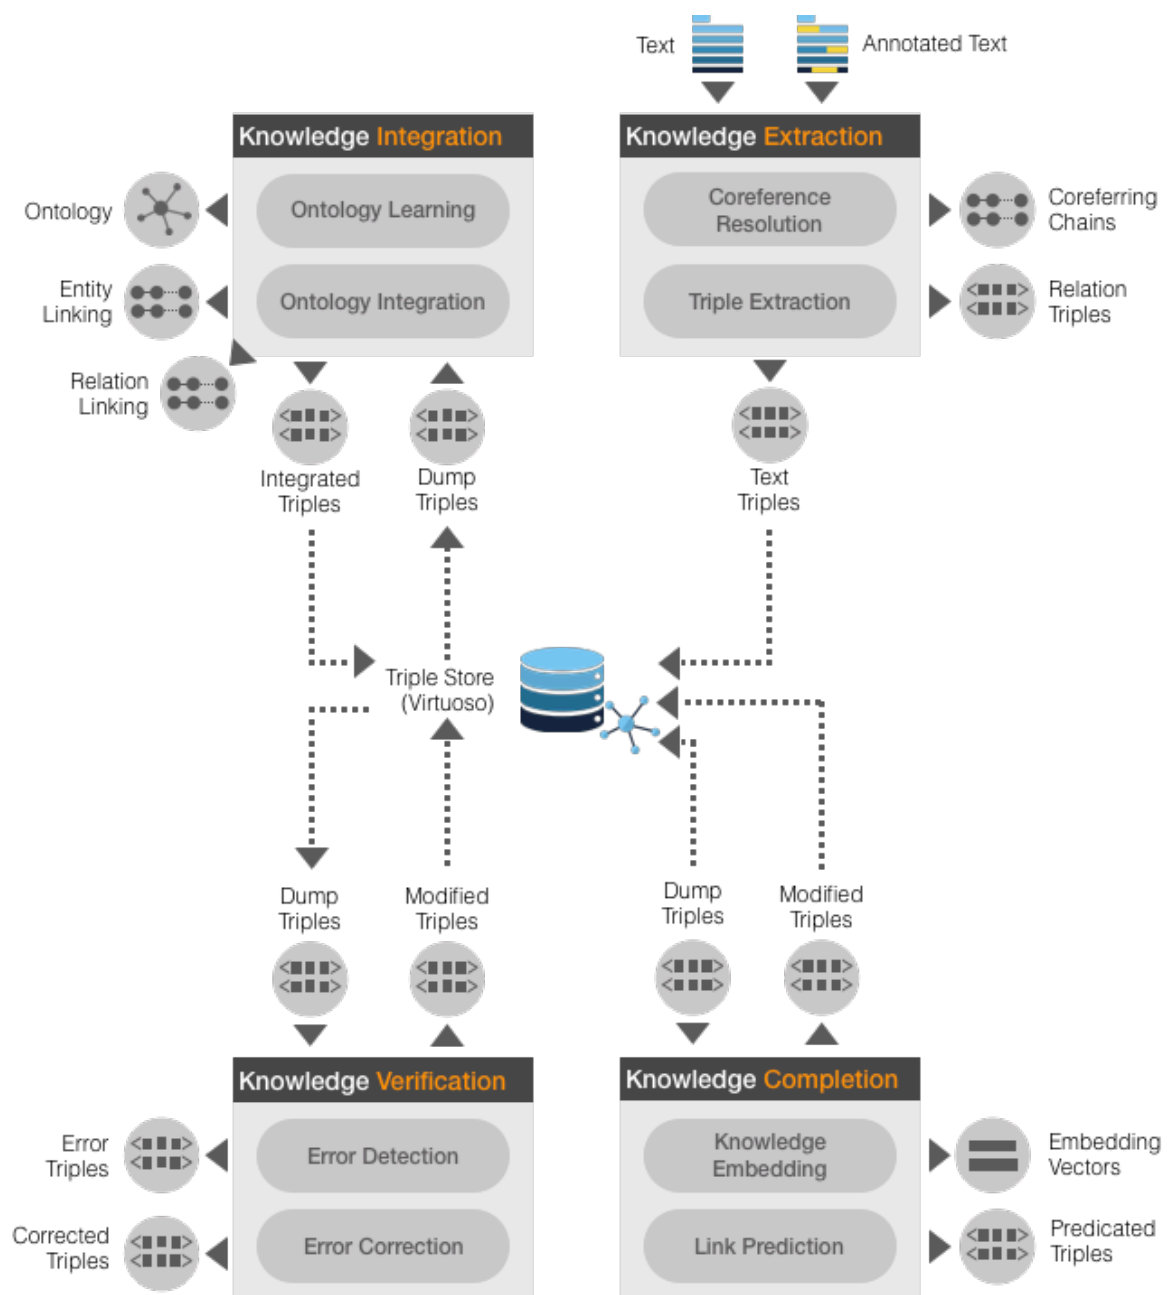 Text
Annotated Text
Knowledge Integration
Ontology Learning
Ontology Integration
Ontology
Entity
Linking
Relation
Linking
Integrated
Triples
Dump
Triples
Knowledge Extraction
Coreference
Resolution
Triple Extraction
Coreferring
Chains
Relation
Triples
Text
Triples
Triple Store
(Virtuoso)
Dump
Triples
Modified
Triples
Dump
Triples
Modified
Triples
Knowledge Verification
Error Detection
Error Correction
Error
Triples
Corrected
Triples
Knowledge Completion
Knowledge
Embedding
Link Prediction
Embedding
Vectors
Predicated
Triples